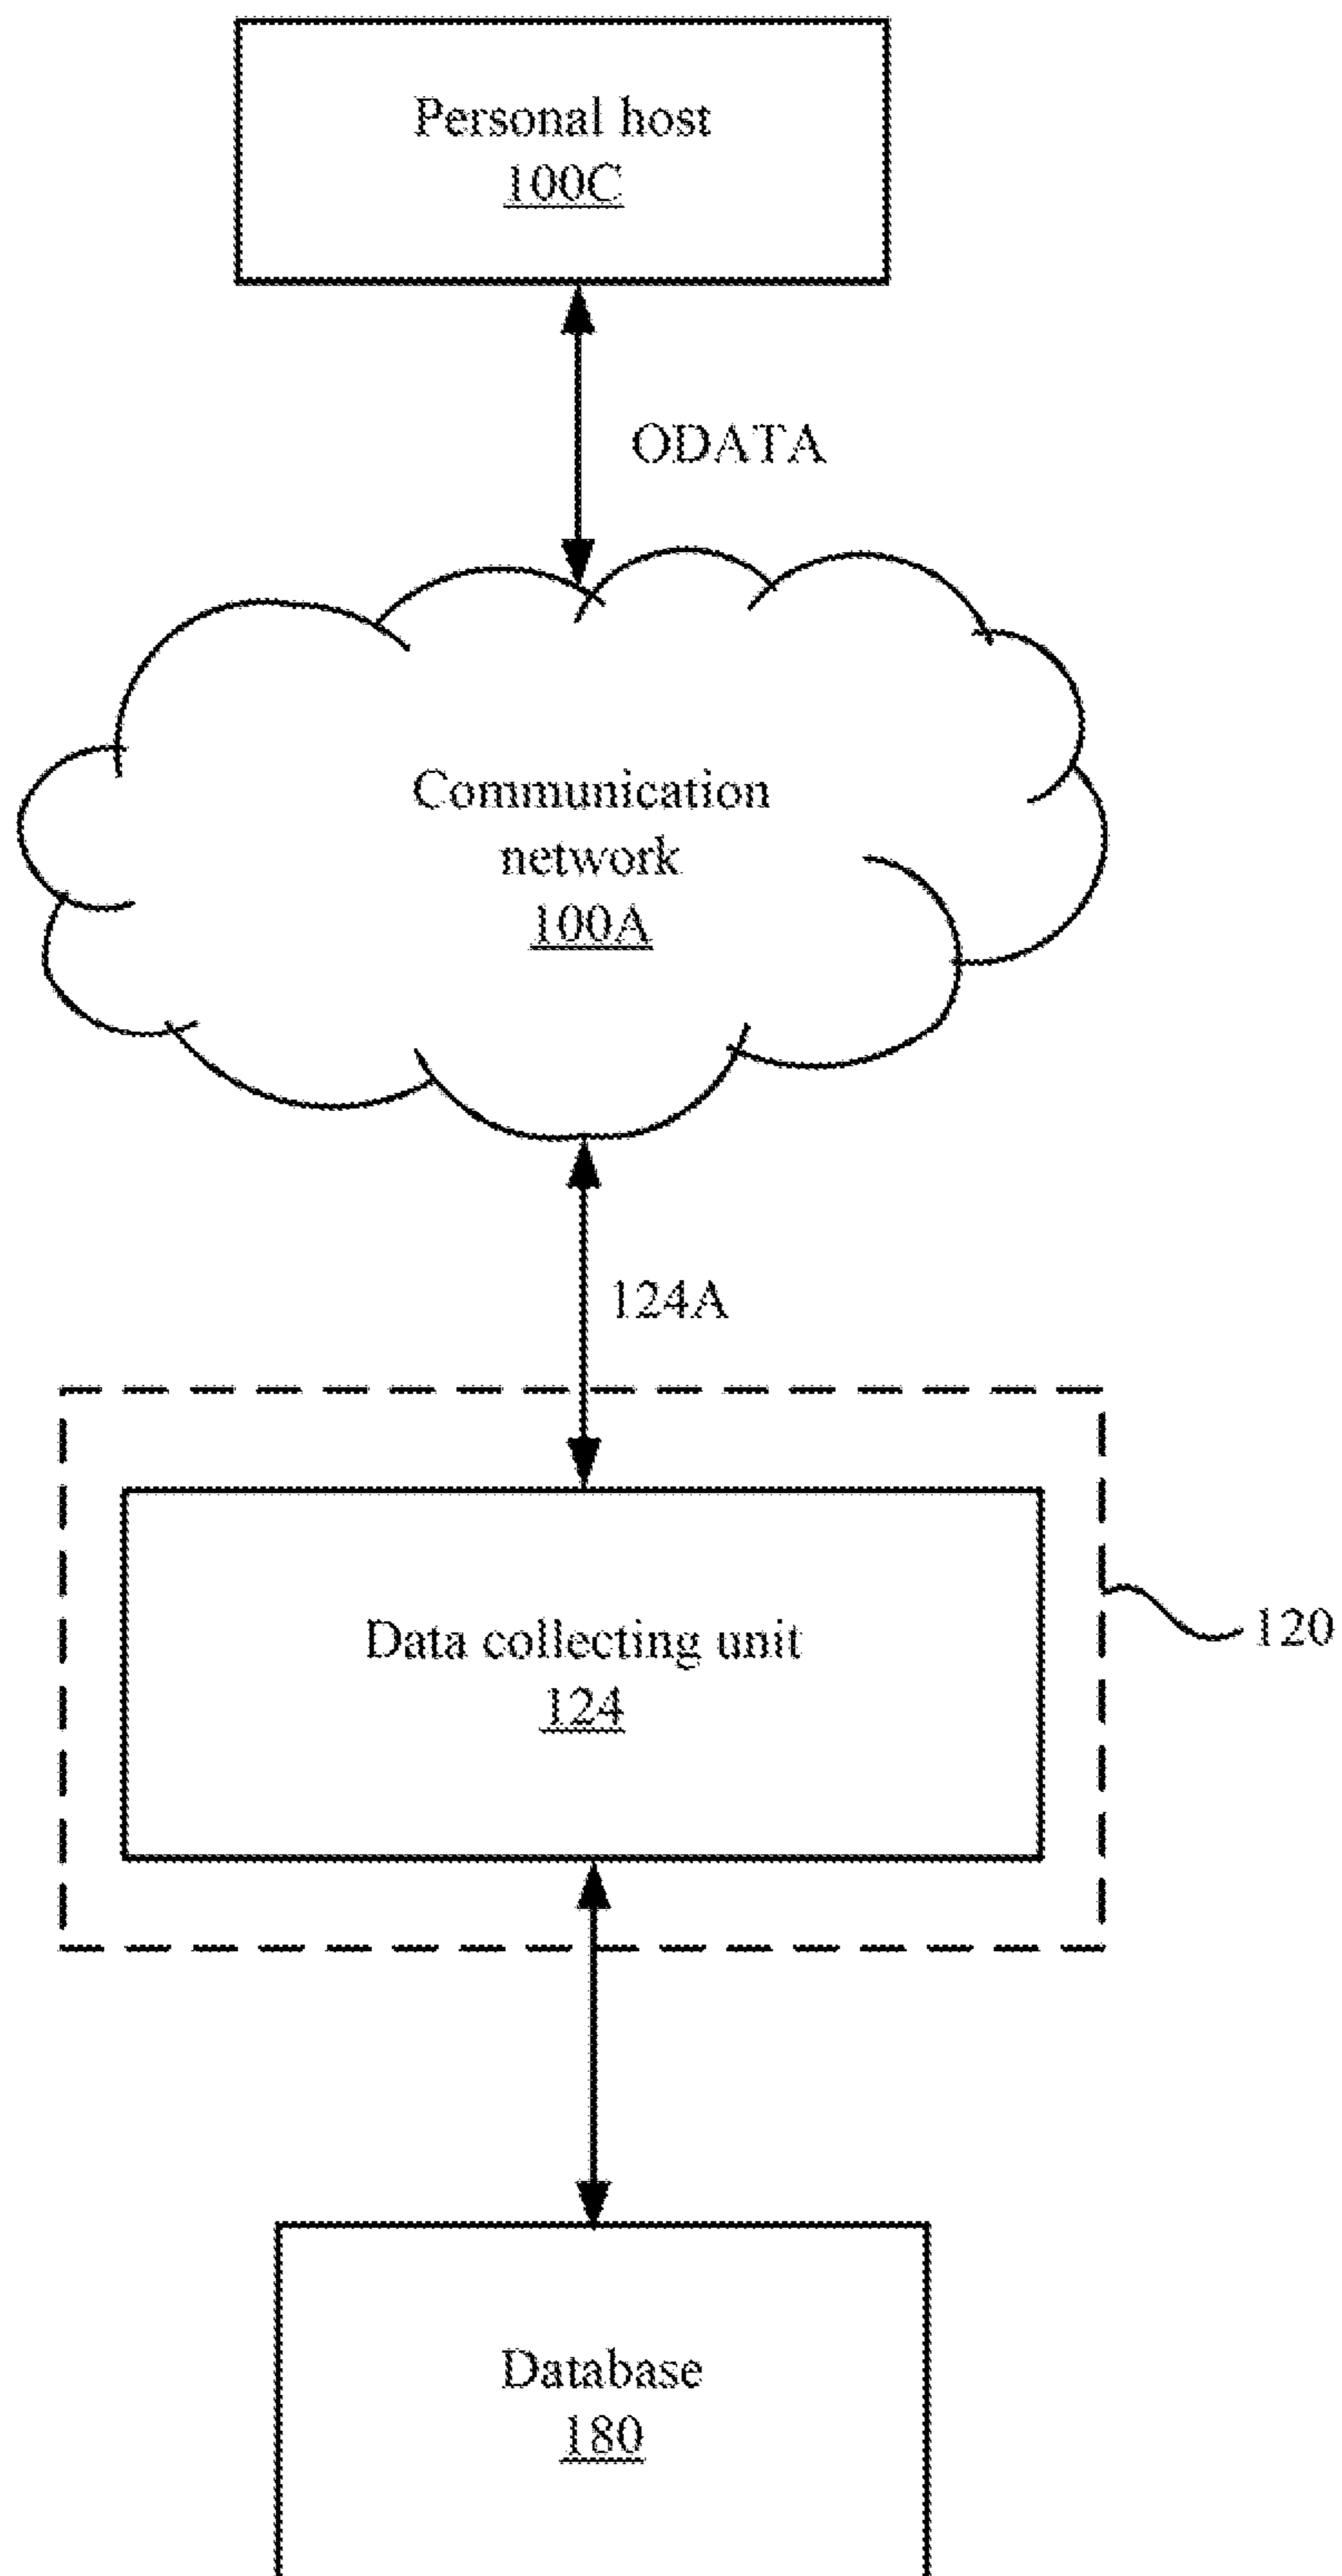 Personal host
100C
ODATA
Communication
network
100A
124A
Data collecting unit
124
120
Database
180